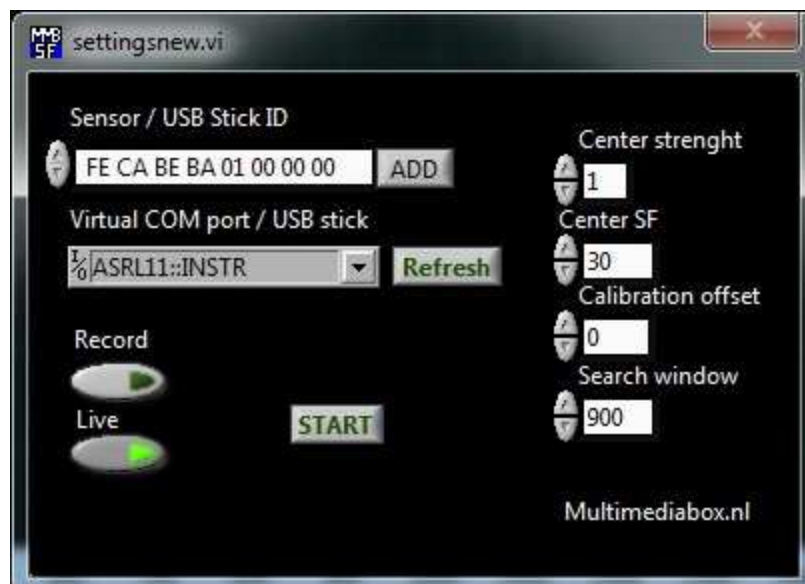 MMB
SF
settingsnew.vi
Sensor / USB Stick ID
FE CA BE BA 01 00 00 00
ADD
Virtual COM port / USB stick
I/O
ASRL11::INSTR
Refresh
Record
Live
START
Center strenght
1
Center SF
30
Calibration offset
0
Search window
900
Multimediabox.nl